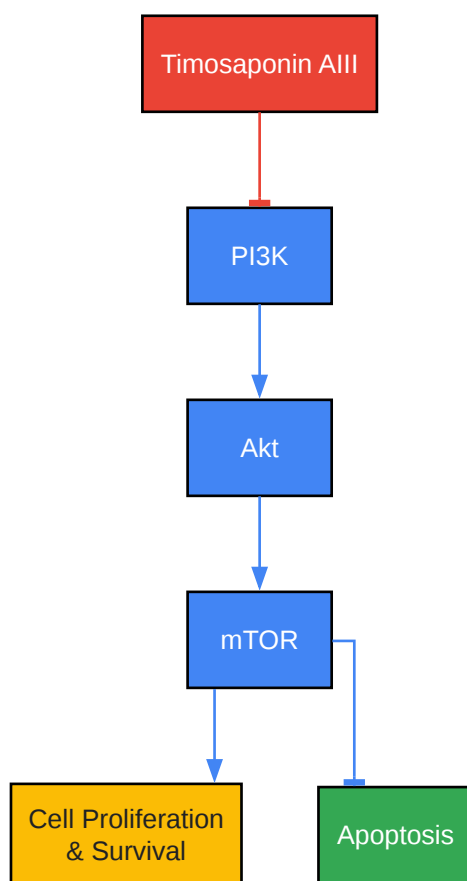 Timosaponin AIII
PI3K
Akt
mTOR
Cell Proliferation
& Survival
Apoptosis